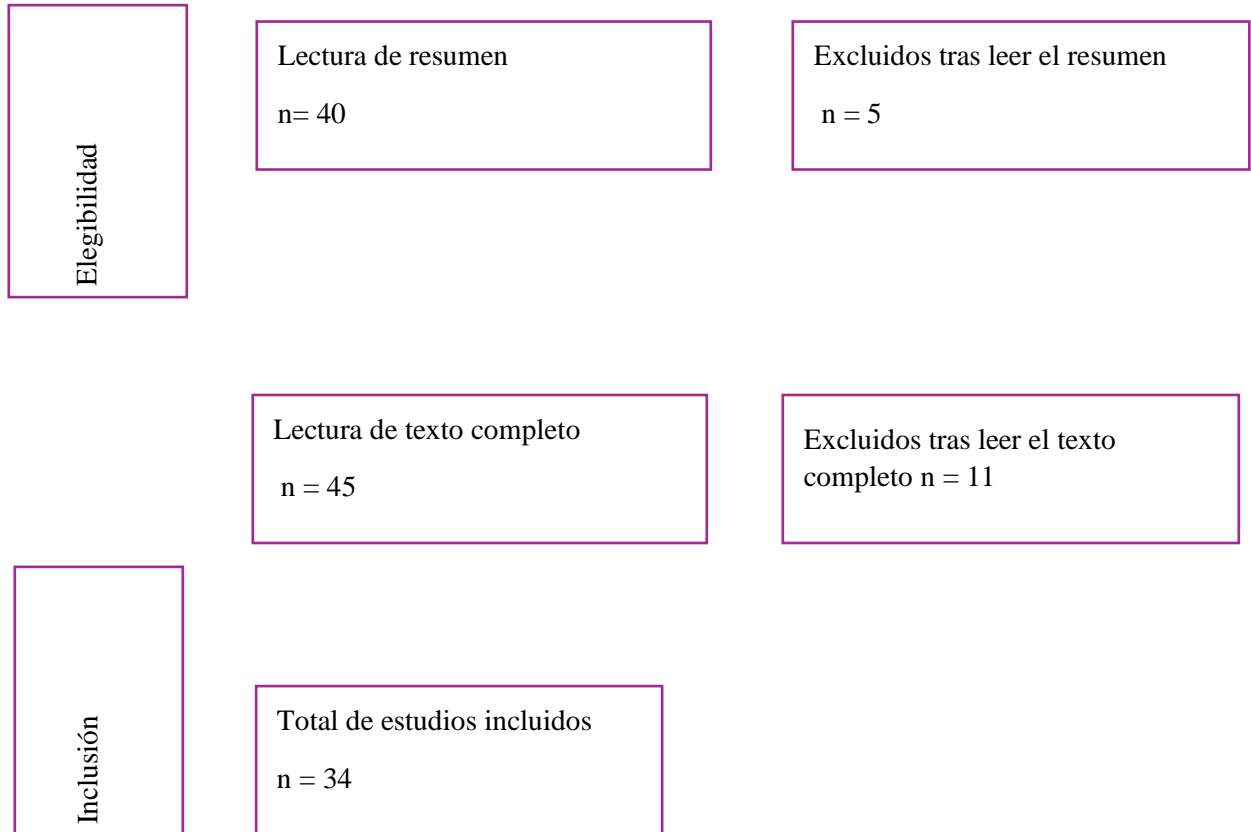 Elegibilidad
Lectura de resumen
n= 40
Excluidos tras leer el resumen
n = 5
Lectura de texto completo
n = 45
Excluidos tras leer el texto
completo n = 11
Inclusión
Total de estudios incluidos
n = 34